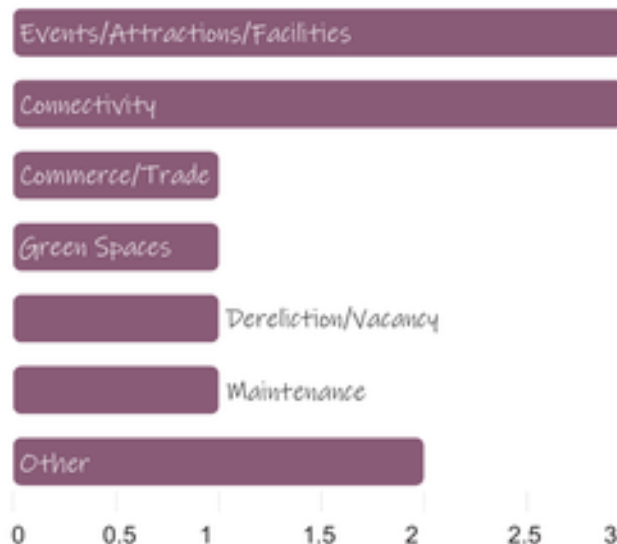 Events/Attractions/Facilities
Connectivity
Commerce/Trade
Green Spaces
Dereliction/Vacancy
Maintenance
Other
0 0.5 1 1.5 2 2.5 3